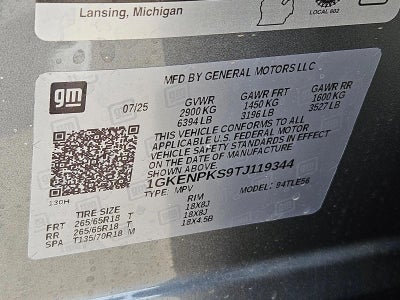 Lansing, Michigan
LOCAL 602
gm
MFD BY GENERAL MOTORS LLC
07/25
GVWR GAWR FRT GAWR RR
2900 KG 1450 KG 1600 KG
6394 LB 3196 LB 3527 LB
THIS VEHICLE CONFORMS TO ALL
APPLICABLE U.S. FEDERAL MOTOR
VEHICLE SAFETY STANDARDS IN EFFECT
ON THE DATE OF MANUFACTURE
SHOWN ABOVE.
1GKENPKS9TJ119344
TYPE: MPV MODEL: 94TLE56
130H
TIRE SIZE RIM
FRT 265/65R18 T 18X8J
RR 265/65R18 T 18X8J
SPA T135/70R18 M 18X4.5B